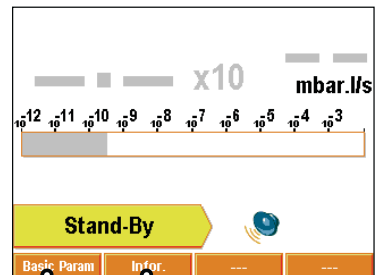 -- . -- x10 -- --
mbar.l/s
10-12 10-11 10-10 10-9 10-8 10-7 10-6 10-5 10-4 10-3
Stand-By
Basic Param Infor. --- ---